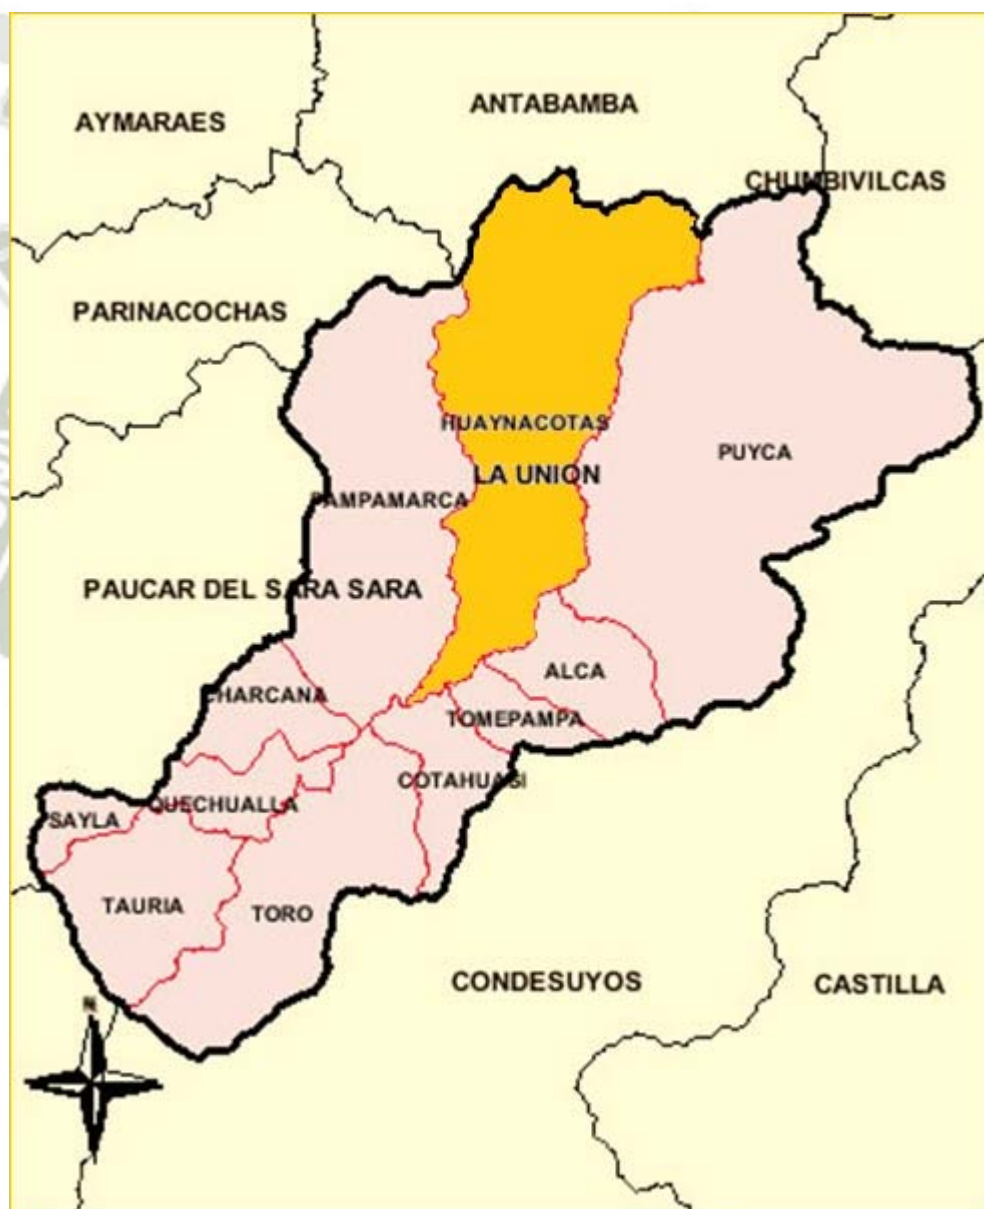 ANTABAMBA
AYMARAES
CHUMBIVILCAS
PARINACOCHAS
HUAYNACOTAS
PUYCA
LA UNION
PAMPAMARCA
PAUCAR DEL SARA SARA
ALCA
CHARCANA
TOMEPAMPA
COTAHUASI
QUECHUALLA
SAYLA
TAURIA
TORO
CONDESUYOS
CASTILLA
N